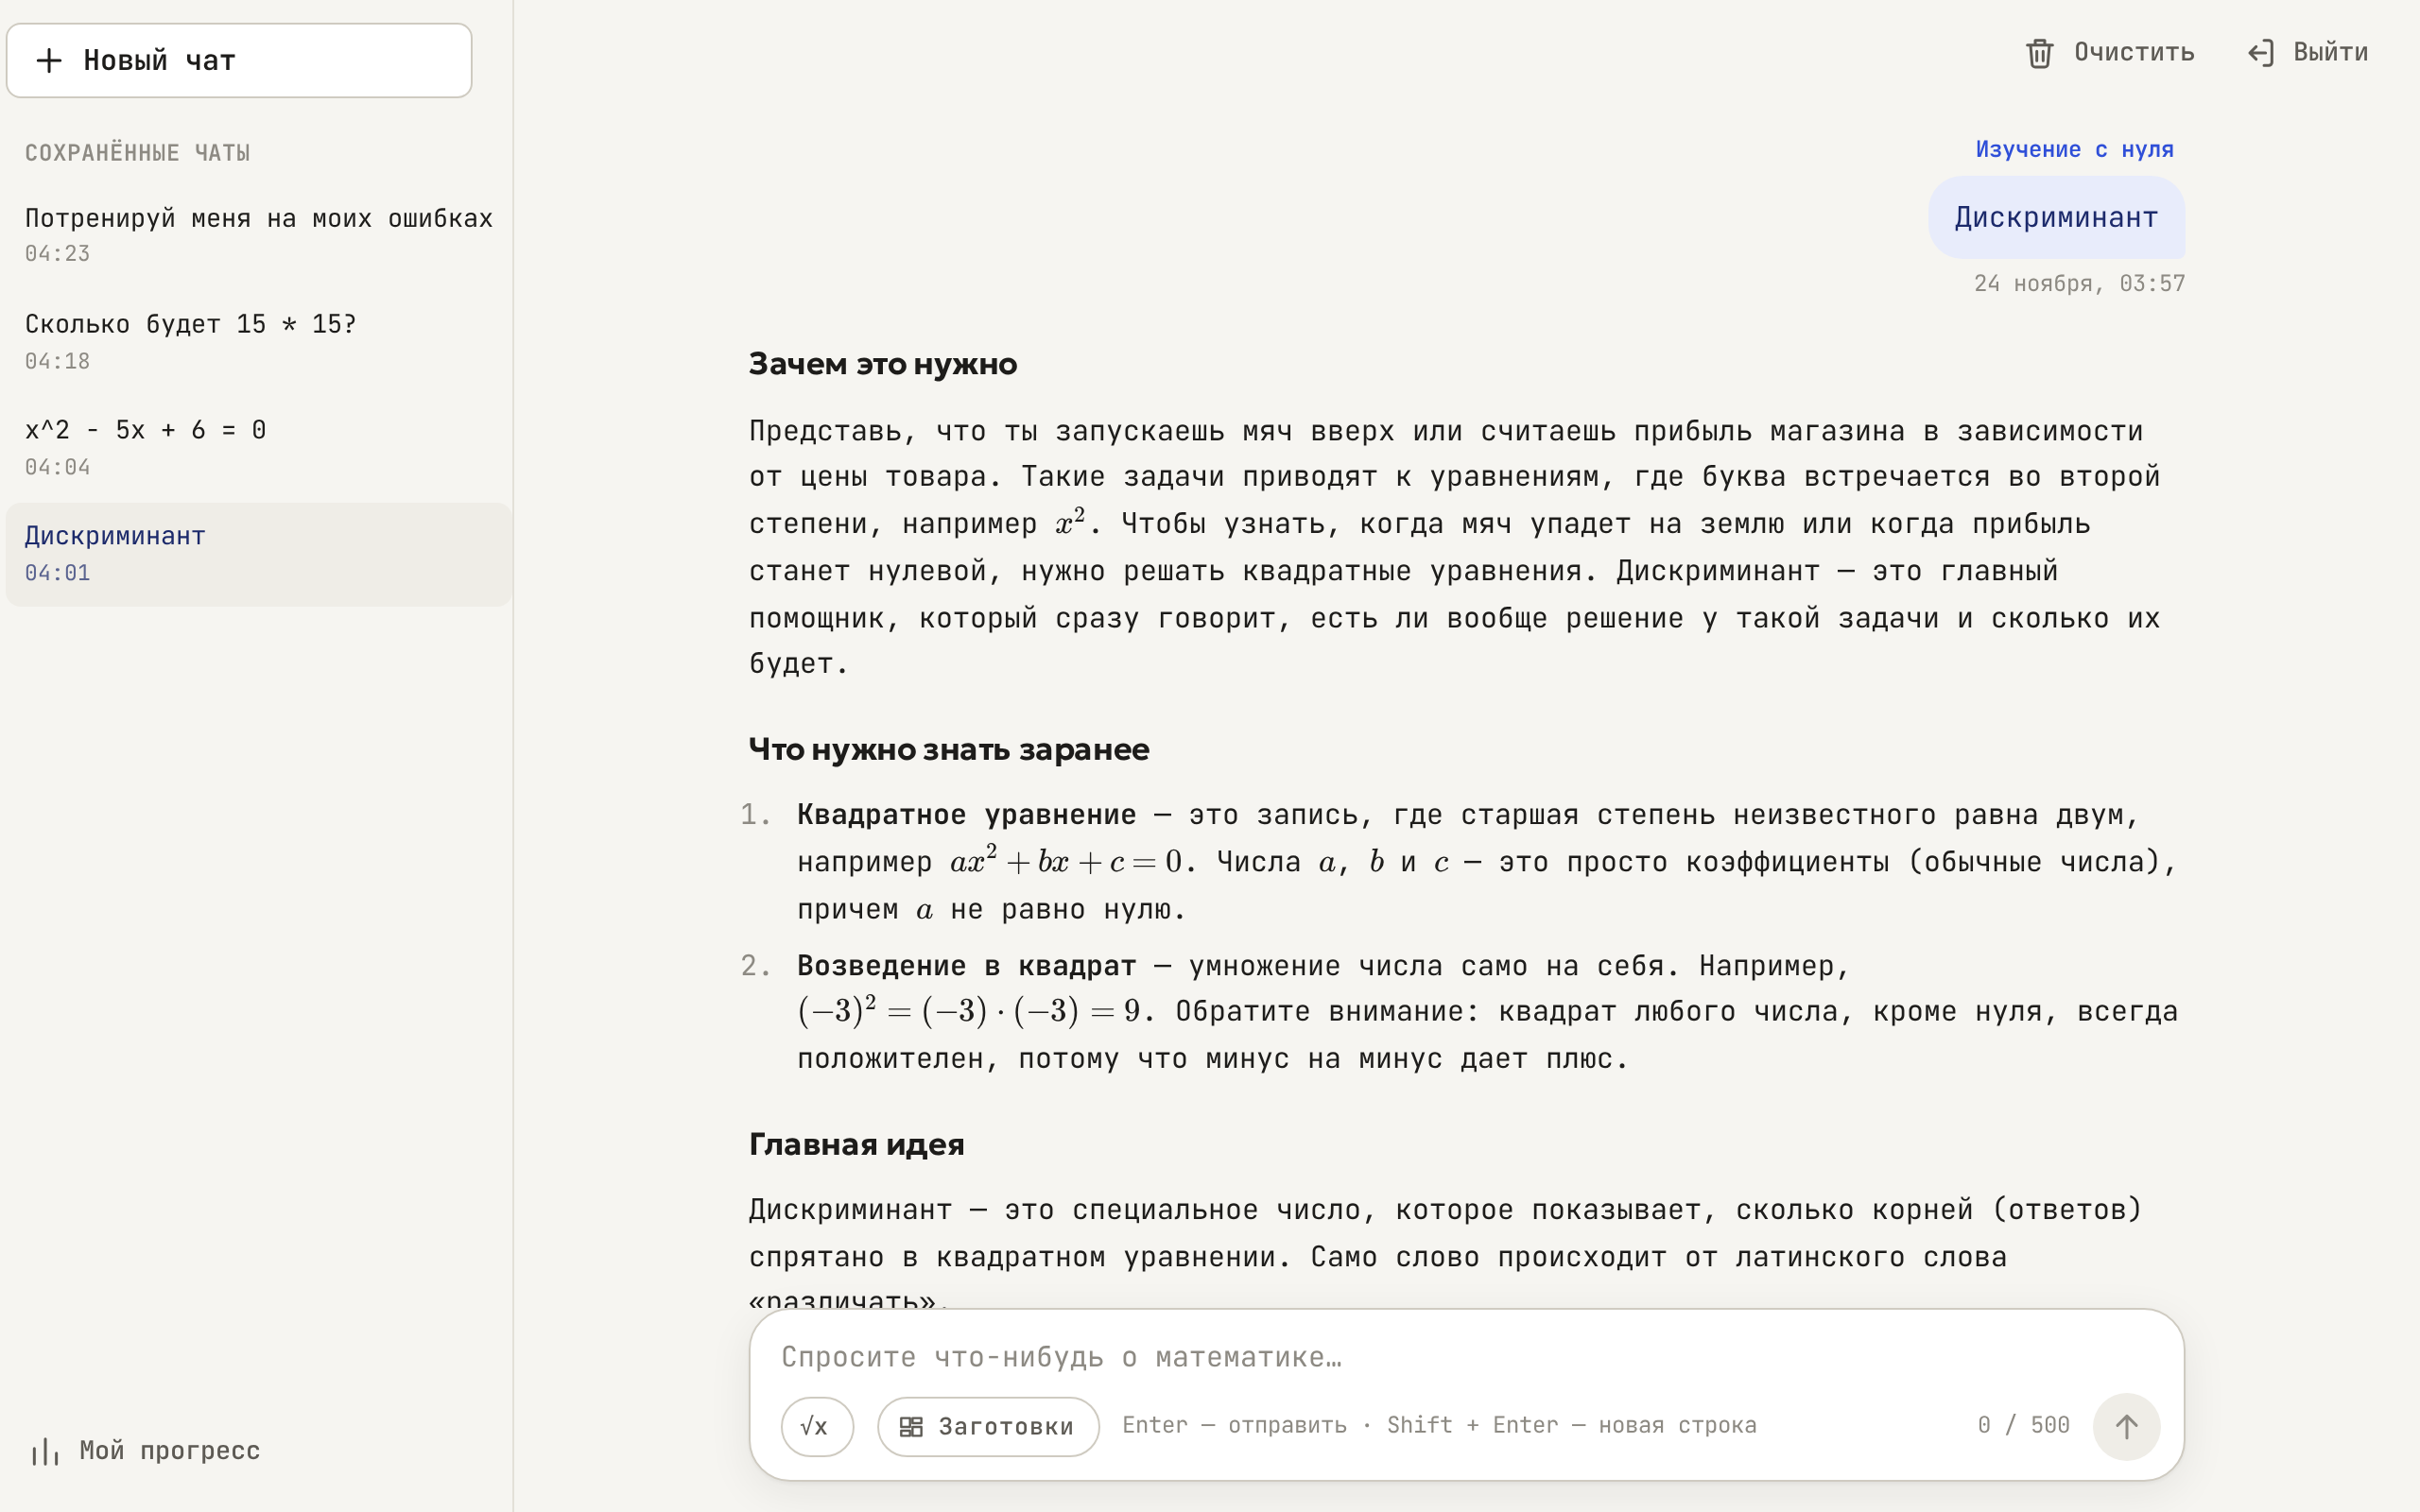 Новый чат
СОХРАНЁННЫЕ ЧАТЫ
Потренируй меня на моих ошибках
04:23
Сколько будет 15 * 15?
04:18
x^2 - 5x + 6 = 0
04:04
Дискриминант
04:01
Мой прогресс
Очистить
Выйти
Изучение с нуля
Дискриминант
24 ноября, 03:57
Зачем это нужно
Представь, что ты запускаешь мяч вверх или считаешь прибыль магазина в зависимости
от цены товара. Такие задачи приводят к уравнениям, где буква встречается во второй
степени, например x². Чтобы узнать, когда мяч упадет на землю или когда прибыль
станет нулевой, нужно решать квадратные уравнения. Дискриминант — это главный
помощник, который сразу говорит, есть ли вообще решение у такой задачи и сколько их
будет.
Что нужно знать заранее
1. Квадратное уравнение — это запись, где старшая степень неизвестного равна двум,
например ax² + bx + c = 0. Числа a, b и c — это просто коэффициенты (обычные числа),
причем a не равно нулю.
2. Возведение в квадрат — умножение числа само на себя. Например,
(−3)² = (−3) · (−3) = 9. Обратите внимание: квадрат любого числа, кроме нуля, всегда
положителен, потому что минус на минус дает плюс.
Главная идея
Дискриминант — это специальное число, которое показывает, сколько корней (ответов)
спрятано в квадратном уравнении. Само слово происходит от латинского слова
«различать».
Спросите что-нибудь о математике…
√x
Заготовки
Enter — отправить · Shift + Enter — новая строка
0 / 500